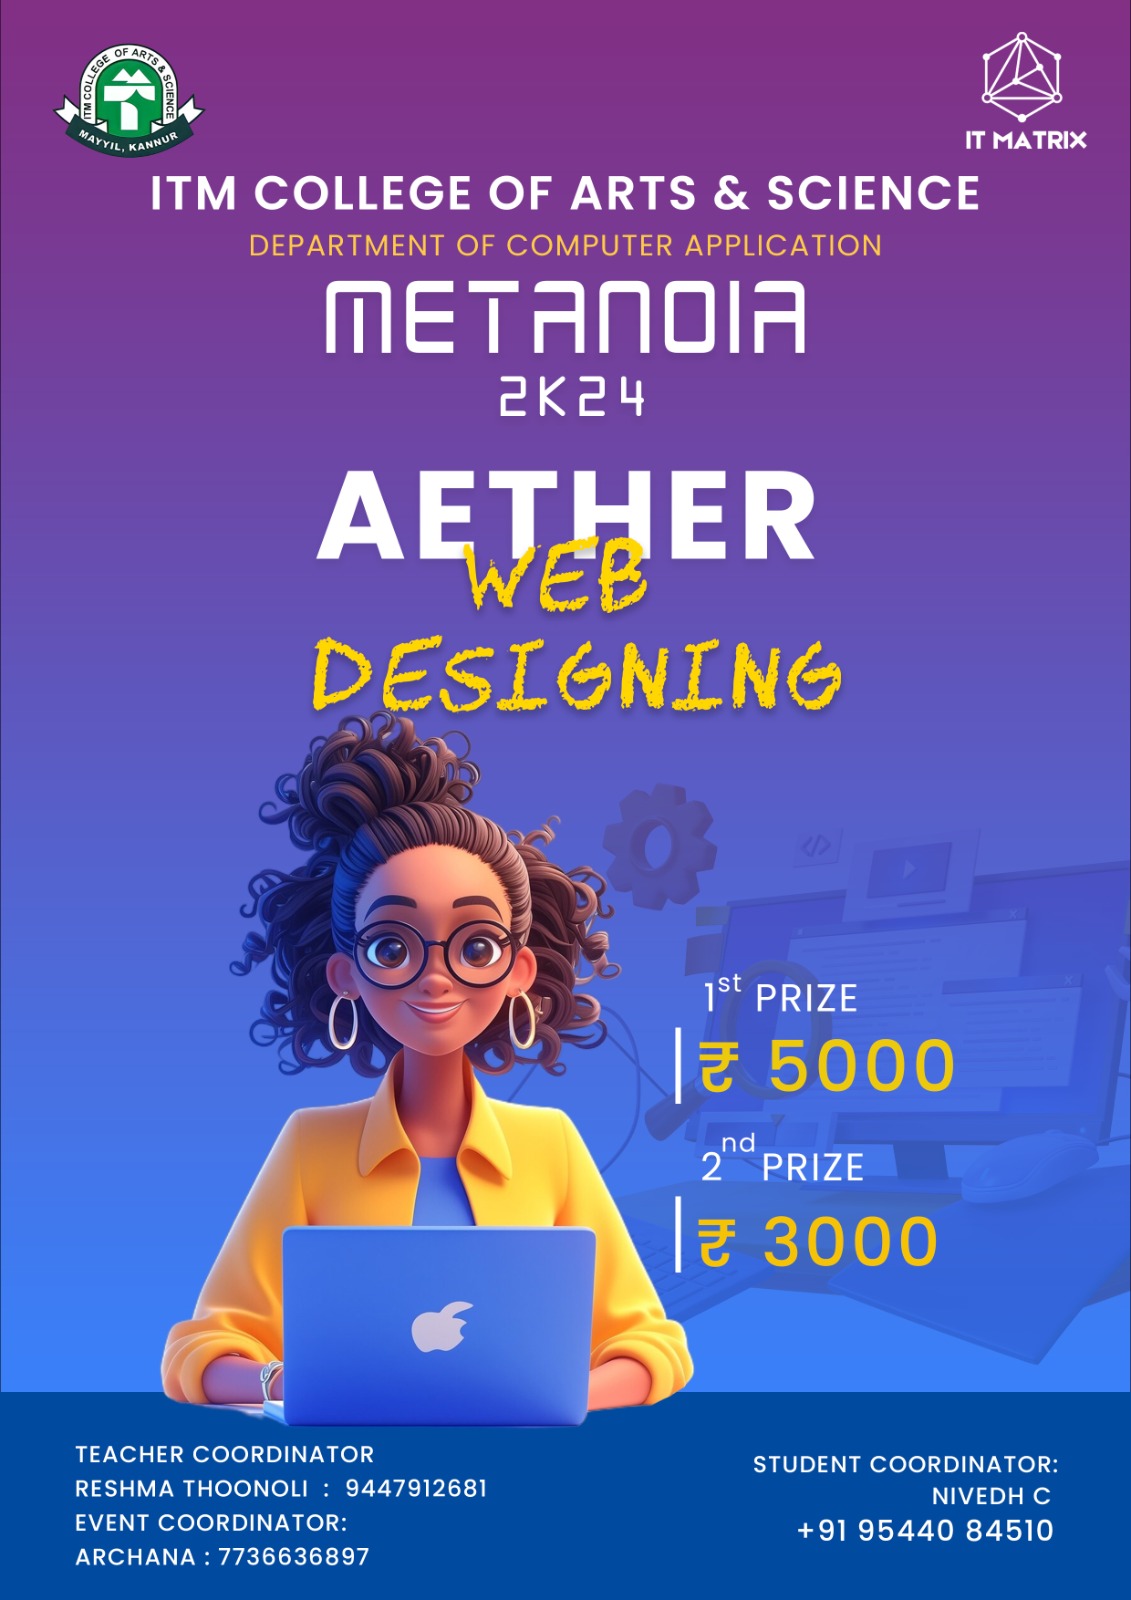 ITM COLLEGE OF ARTS & SCIENCE
MAYYIL, KANNUR
IT MATRIX
ITM COLLEGE OF ARTS & SCIENCE
DEPARTMENT OF COMPUTER APPLICATION
METANOIA
2K24
AETHER
WEB
DESIGNING
1st PRIZE
₹ 5000
2nd PRIZE
₹ 3000
TEACHER COORDINATOR
RESHMA THOONOLI : 9447912681
EVENT COORDINATOR:
ARCHANA : 7736636897
STUDENT COORDINATOR:
NIVEDH C
+91 95440 84510